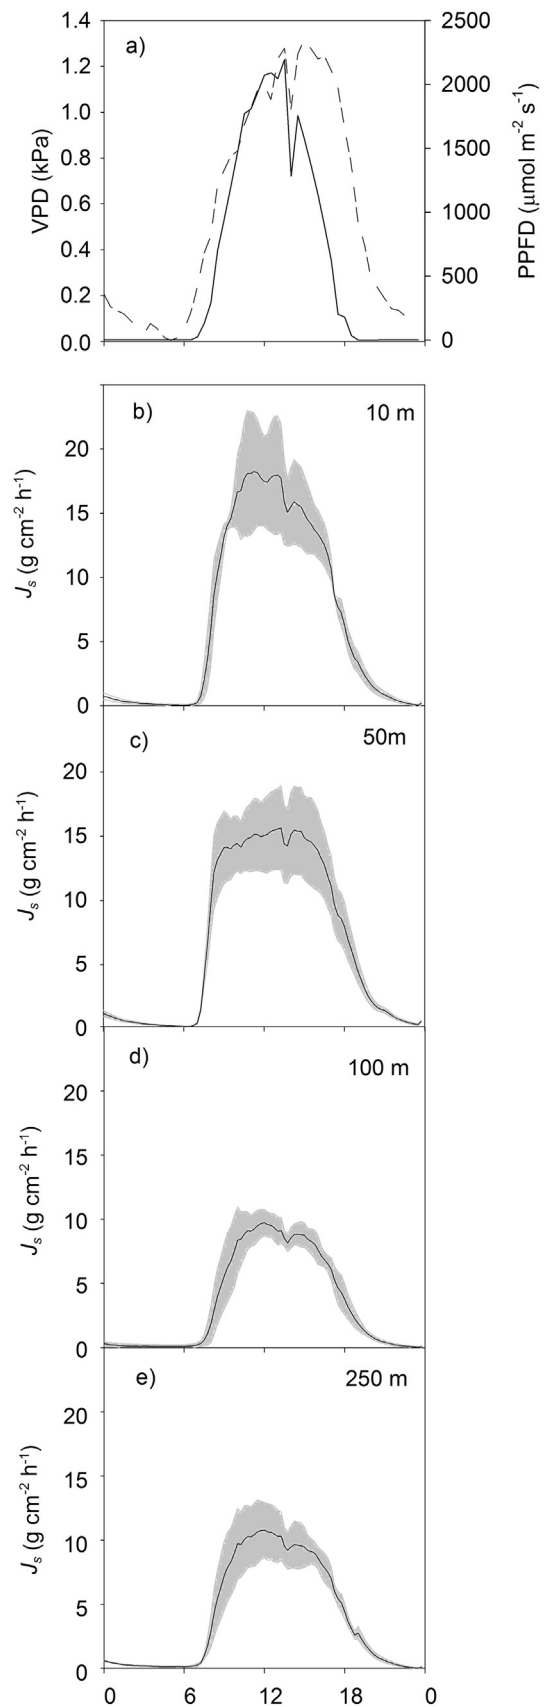 a)
1.4
1.2
1.0
0.8
0.6
0.4
0.2
0.0
VPD (kPa)
2500
2000
1500
1000
500
0
PPFD (μmol m-2 s-1)
b)
10 m
20
15
10
5
0
Js (g cm-2 h-1)
c)
50m
20
15
10
5
0
Js (g cm-2 h-1)
d)
100 m
20
15
10
5
0
Js (g cm-2 h-1)
e)
250 m
20
15
10
5
0
Js (g cm-2 h-1)
0 6 12 18 0